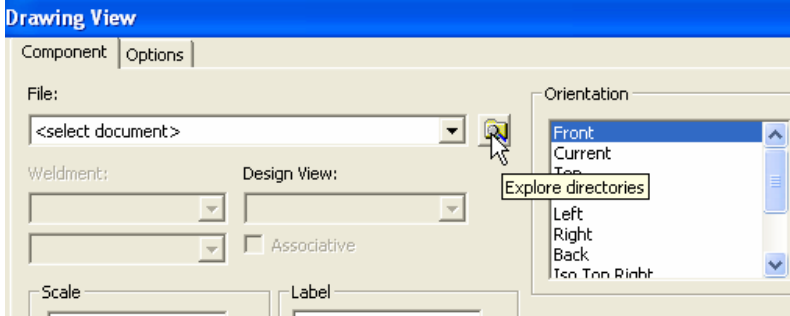 Drawing View
Component Options
File:
<select document>
Weldment:
Design View:
Associative
Scale
Label
Orientation
Front
Current
Top
Explore directories
Left
Right
Back
Iso Top Right